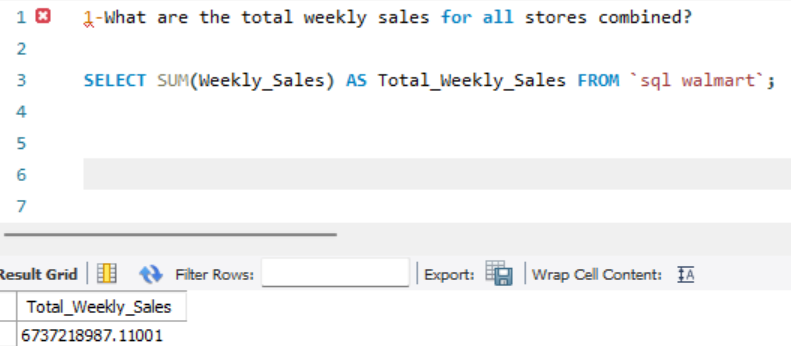 1 1-What are the total weekly sales for all stores combined?
2
3 SELECT SUM(Weekly_Sales) AS Total_Weekly_Sales FROM `sql walmart`;
4
5
6
7
Result Grid Filter Rows: Export: Wrap Cell Content: IA
Total_Weekly_Sales
6737218987.11001